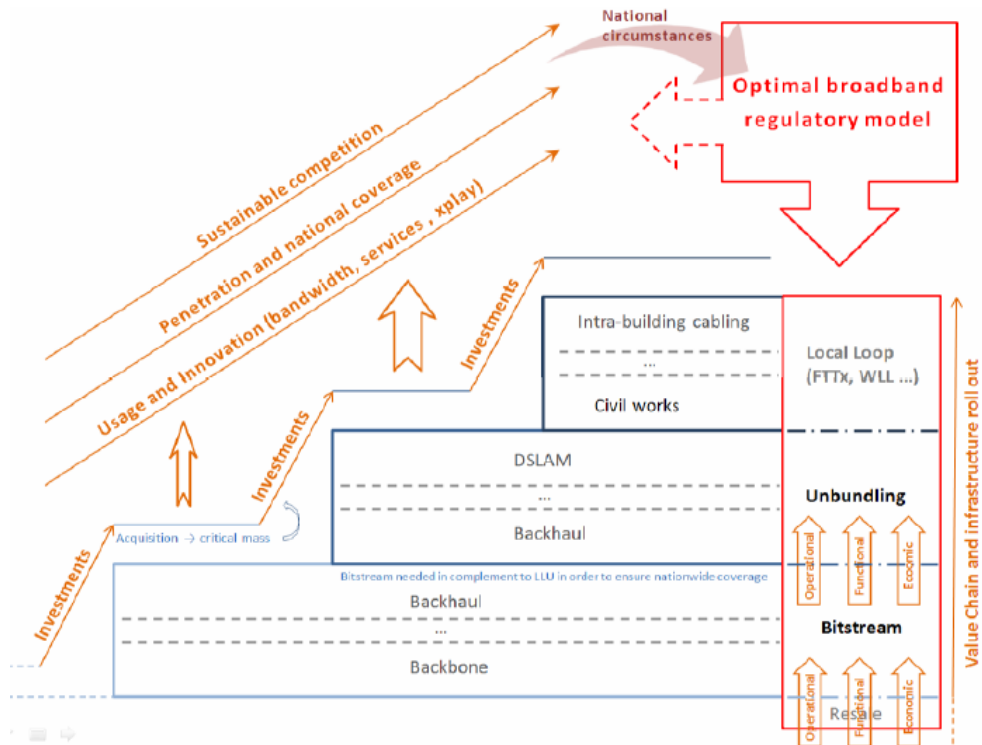 National
circumstances
Optimal broadband
regulatory model
Sustainable competition
Penetration and national coverage
Usage and Innovation (bandwidth, services , xplay)
Investments
Intra-building cabling
...
Civil works
Local Loop
(FTTx, WLL ...)
Investments
DSLAM
...
Backhaul
Unbundling
Operational
Functional
Ecoomic
Acquisition → critical mass
Investments
Bitstream needed in complement to LLU in order to ensure nationwide coverage
Backhaul
...
Backbone
Bitstream
Operational
Functional
Economic
Resale
Value Chain and infrastructure roll out